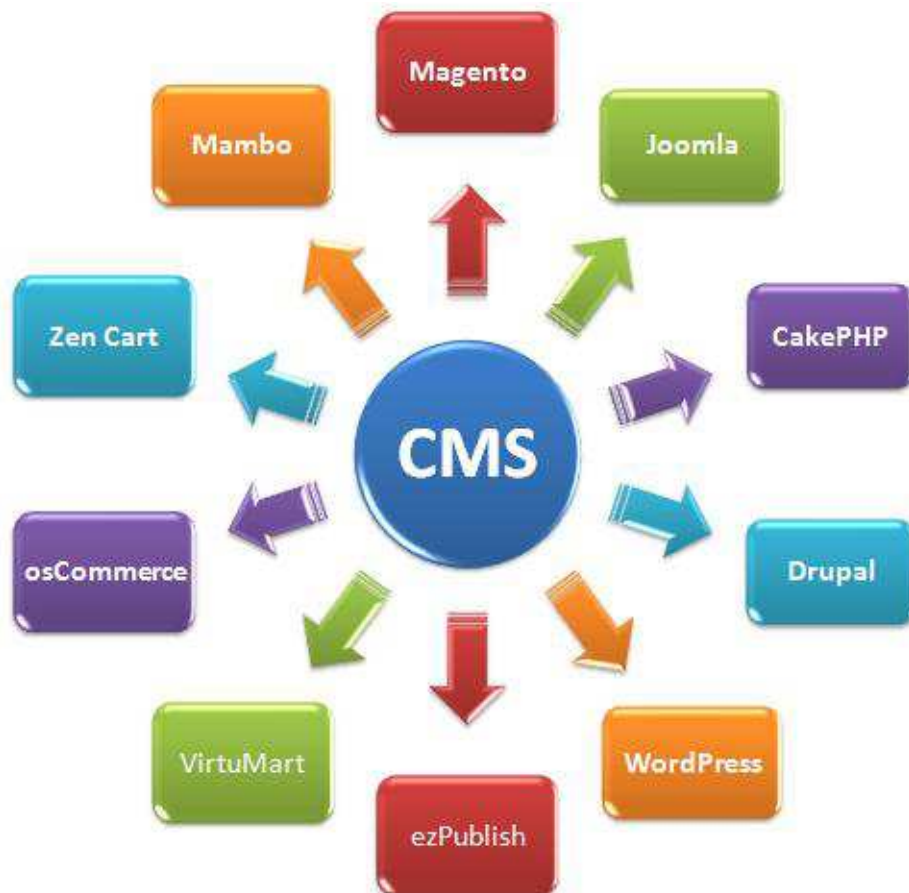 Magento
Mambo
Joomla
Zen Cart
CakePHP
CMS
osCommerce
Drupal
VirtuMart
WordPress
ezPublish